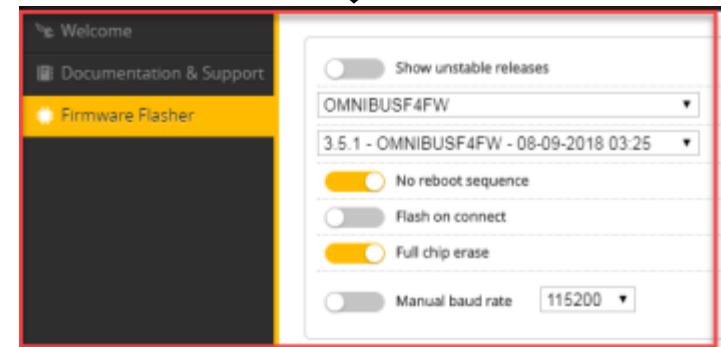 Welcome
Documentation & Support
Firmware Flasher
Show unstable releases
OMNIBUSF4FW
3.5.1 - OMNIBUSF4FW - 08-09-2018 03:25
No reboot sequence
Flash on connect
Full chip erase
Manual baud rate 115200